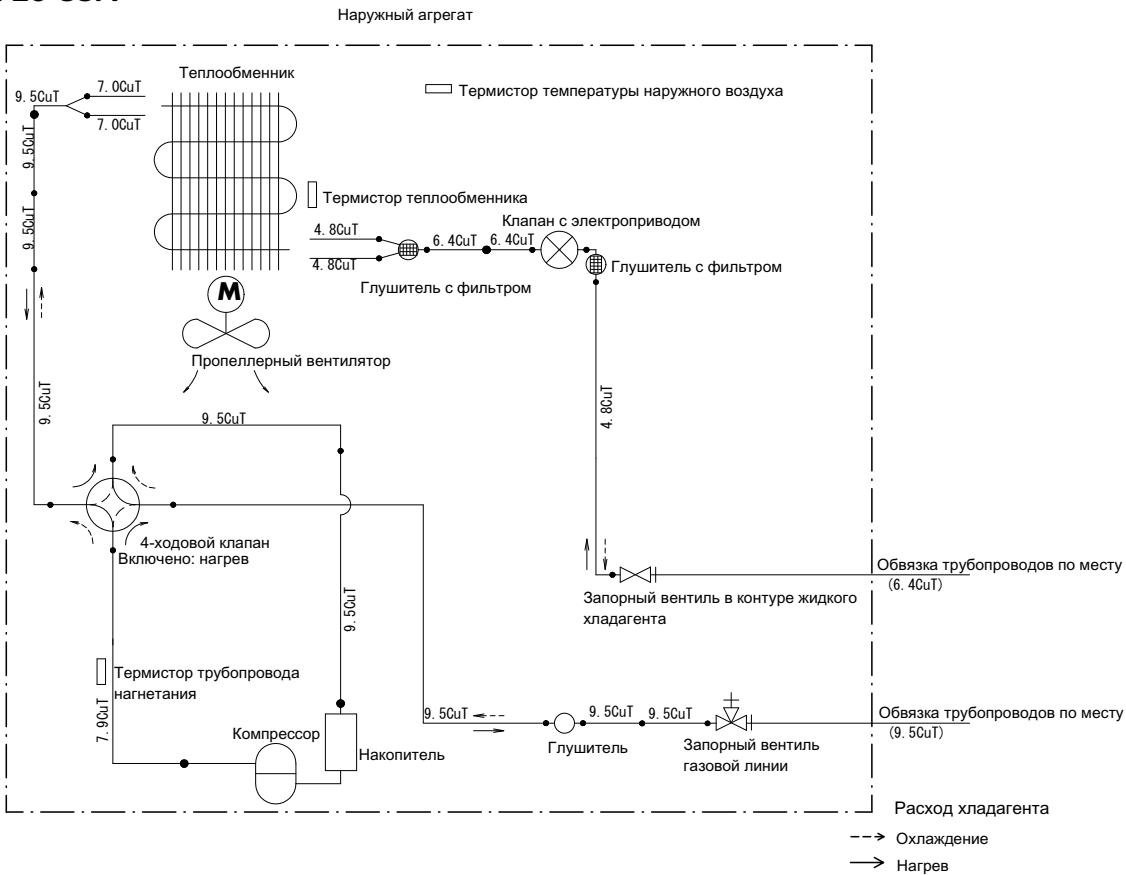 Наружный агрегат
Теплообменник
Термистор температуры наружного воздуха
9.5CuT
7.0CuT
7.0CuT
9.5CuT
9.5CuT
Термистор теплообменника
Клапан с электроприводом
4.8CuT
4.8CuT
6.4CuT
6.4CuT
Глушитель с фильтром
Глушитель с фильтром
M
Пропеллерный вентилятор
9.5CuT
4.8CuT
9.5CuT
4-ходовой клапан
Включено: нагрев
Обвязка трубопроводов по месту
(6.4CuT)
Запорный вентиль в контуре жидкого
хладагента
9.5CuT
Термистор трубопровода
нагнетания
7.9CuT
Компрессор
Накопитель
9.5CuT
9.5CuT
9.5CuT
Глушитель
Запорный вентиль
газовой линии
Обвязка трубопроводов по месту
(9.5CuT)
Расход хладагента
Охлаждение
Нагрев